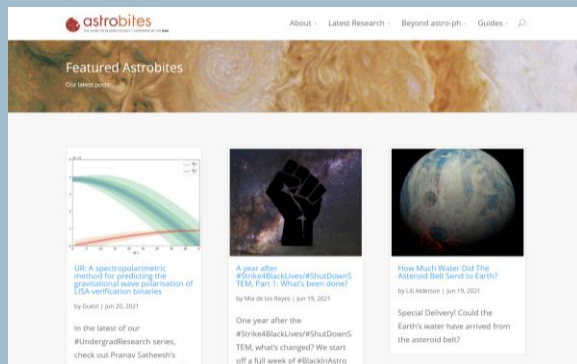 astrobites
About
Latest Research
Beyond astro-ph
Guides
Featured Astrobites
Our latest posts.
UR: A spectropolarimetric
method for predicting the
gravitational wave polarisation of
LISA verification binaries
by Guest | Jun 20, 2021
In the latest of our
#UndergradResearch series,
check out Pranav Satheesh's
A year after
#Strike4BlackLives/#ShutDownS
TEM, Part 1: What's been done?
by Mia de los Reyes | Jun 19, 2021
One year after the
#Strike4BlackLives/#ShutDownS
TEM, what's changed? We start
off a full week of #BlackInAstro
How Much Water Did The
Asteroid Belt Send to Earth?
by Lili Alderson | Jun 19, 2021
Special Delivery! Could the
Earth's water have arrived from
the asteroid belt?